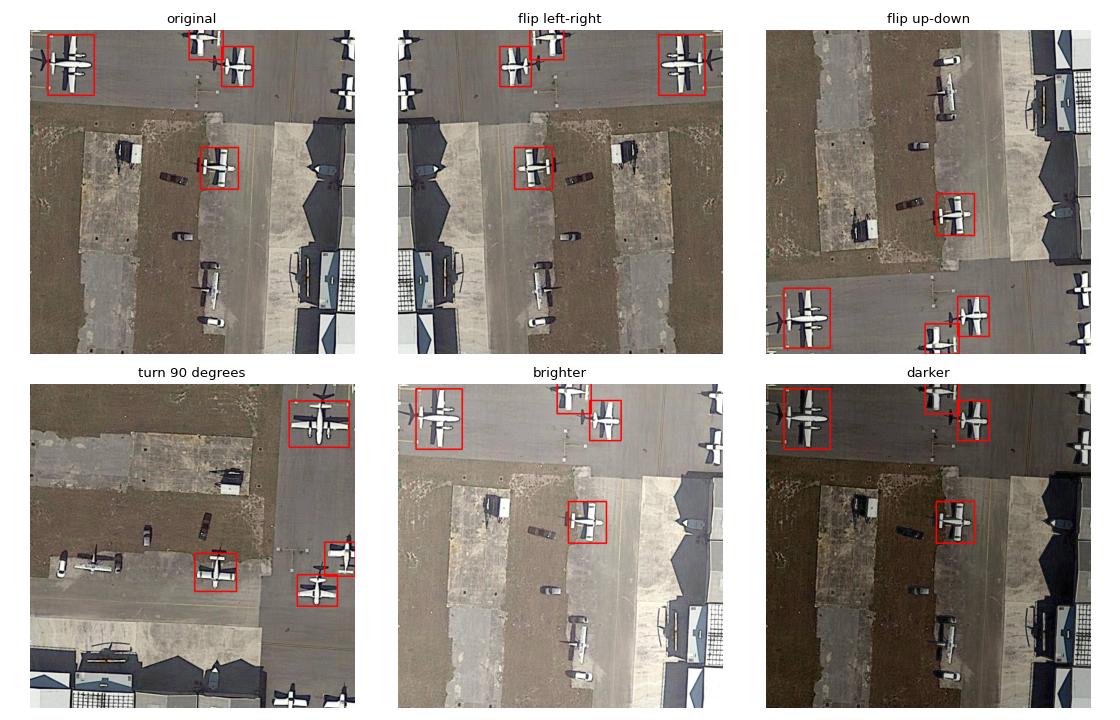 original
flip left-right
flip up-down
turn 90 degrees
brighter
darker